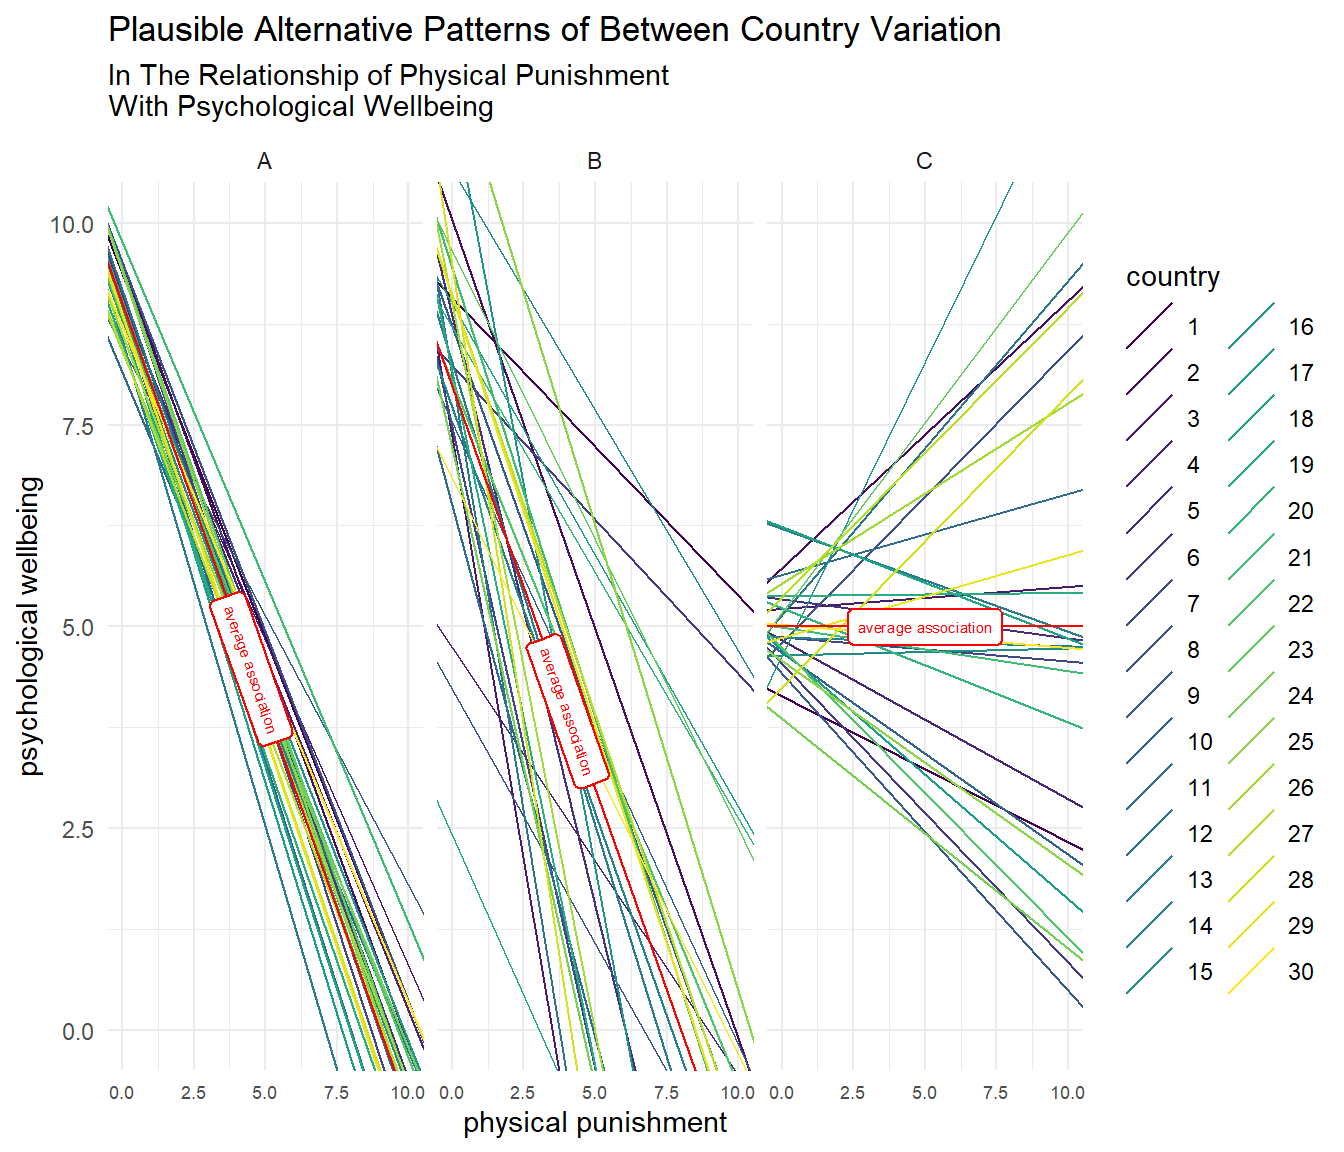 Plausible Alternative Patterns of Between Country Variation
In The Relationship of Physical Punishment
With Psychological Wellbeing
A
B
C
psychological wellbeing
10.0
7.5
5.0
2.5
0.0
average association
average association
average association
0.0 2.5 5.0 7.5 10.0
0.0 2.5 5.0 7.5 10.0
0.0 2.5 5.0 7.5 10.0
physical punishment
country
1
2
3
4
5
6
7
8
9
10
11
12
13
14
15
16
17
18
19
20
21
22
23
24
25
26
27
28
29
30